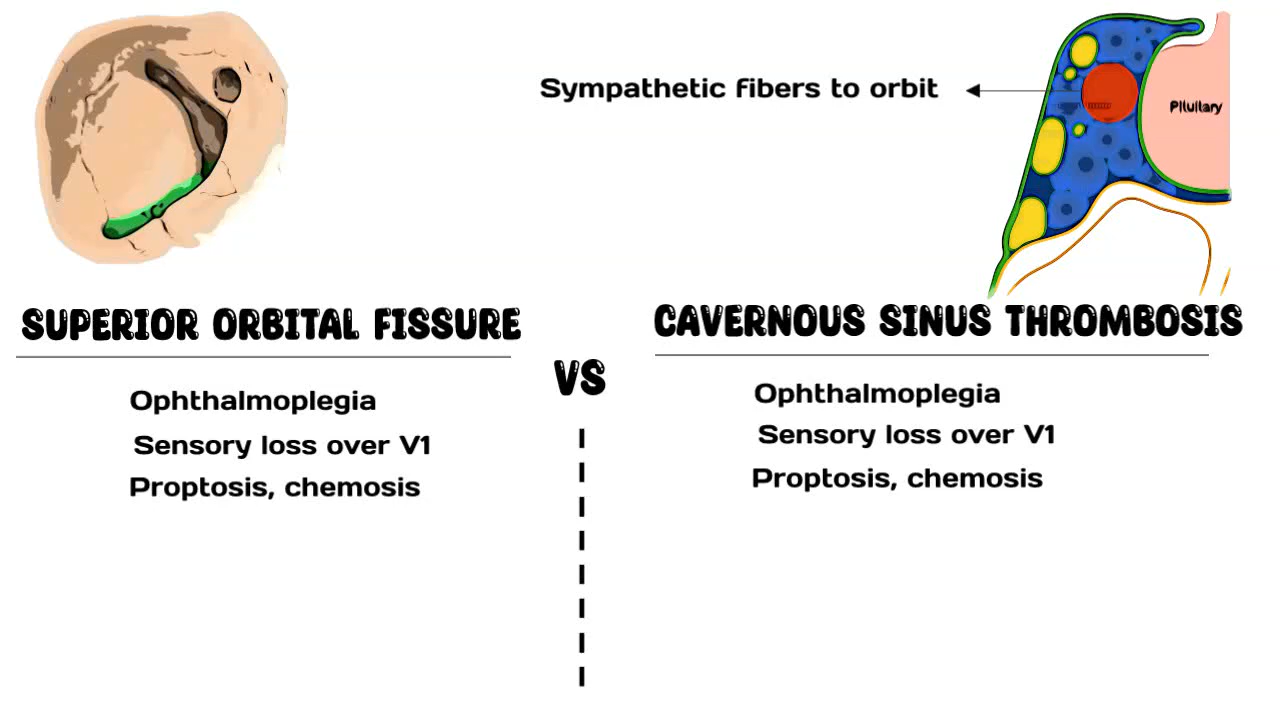 Sympathetic fibers to orbit
Pituitary
SUPERIOR ORBITAL FISSURE
Ophthalmoplegia
Sensory loss over V1
Proptosis, chemosis
VS
CAVERNOUS SINUS THROMBOSIS
Ophthalmoplegia
Sensory loss over V1
Proptosis, chemosis